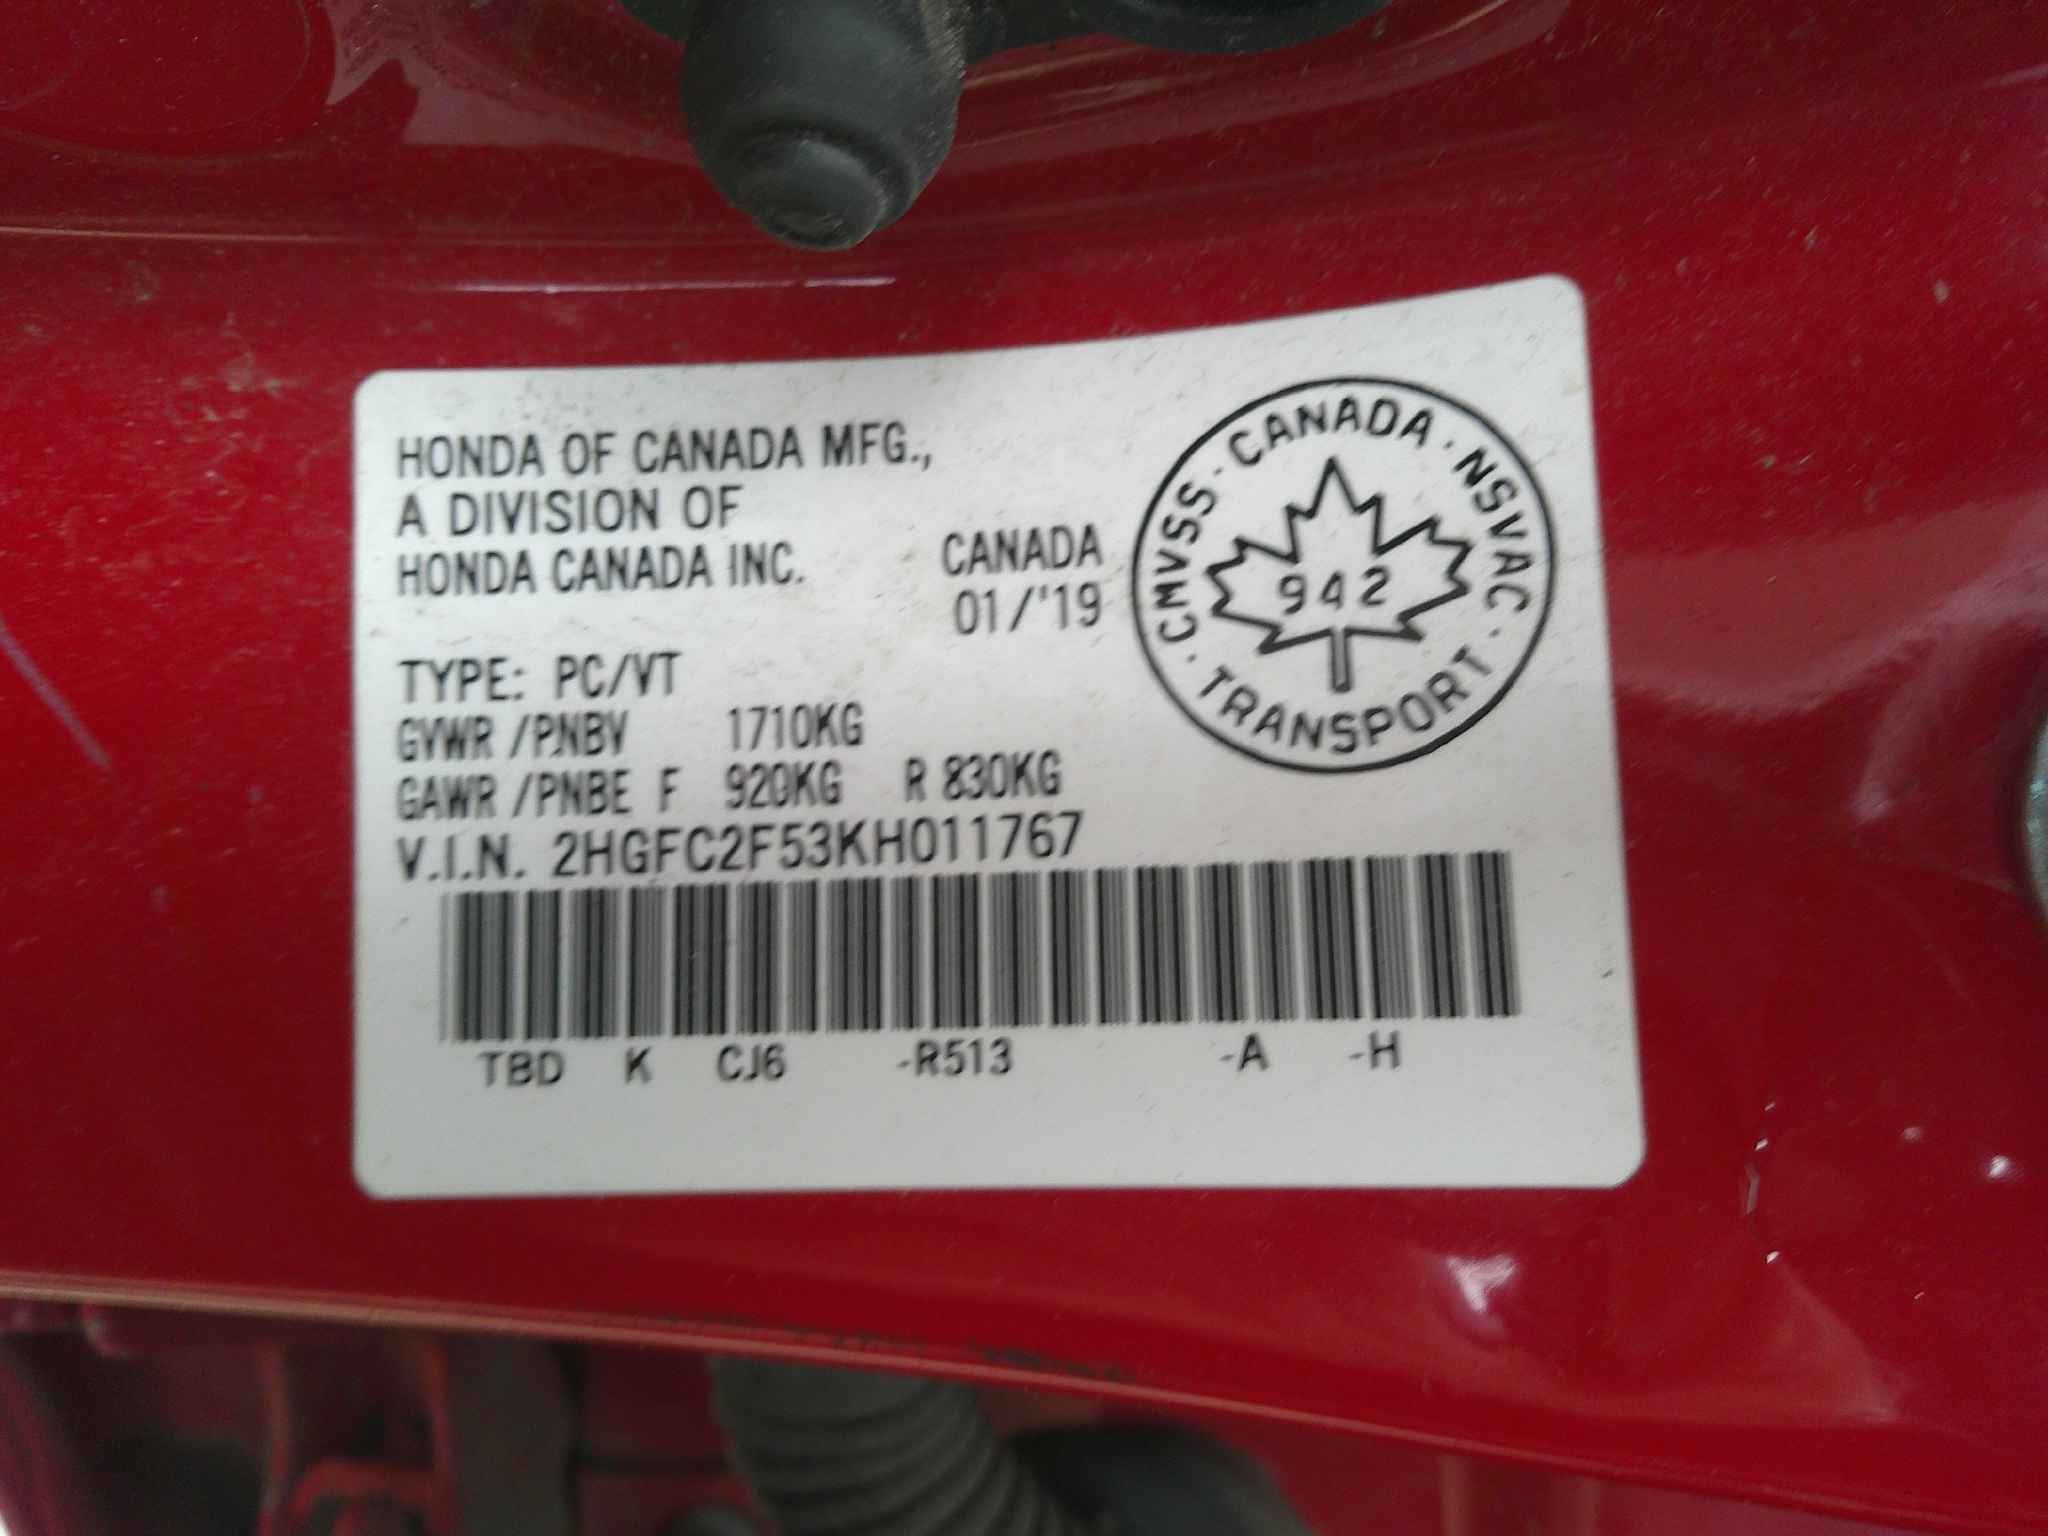 HONDA OF CANADA MFG.,
A DIVISION OF
HONDA CANADA INC.
CANADA
01/'19
CMVSS · CANADA · NSVAC · TRANSPORT ·
942
TYPE: PC/VT
GVWR /PNBV 1710KG
GAWR /PNBE F 920KG R 830KG
V.I.N. 2HGFC2F53KH011767
TBD K CJ6 -R513 -A -H